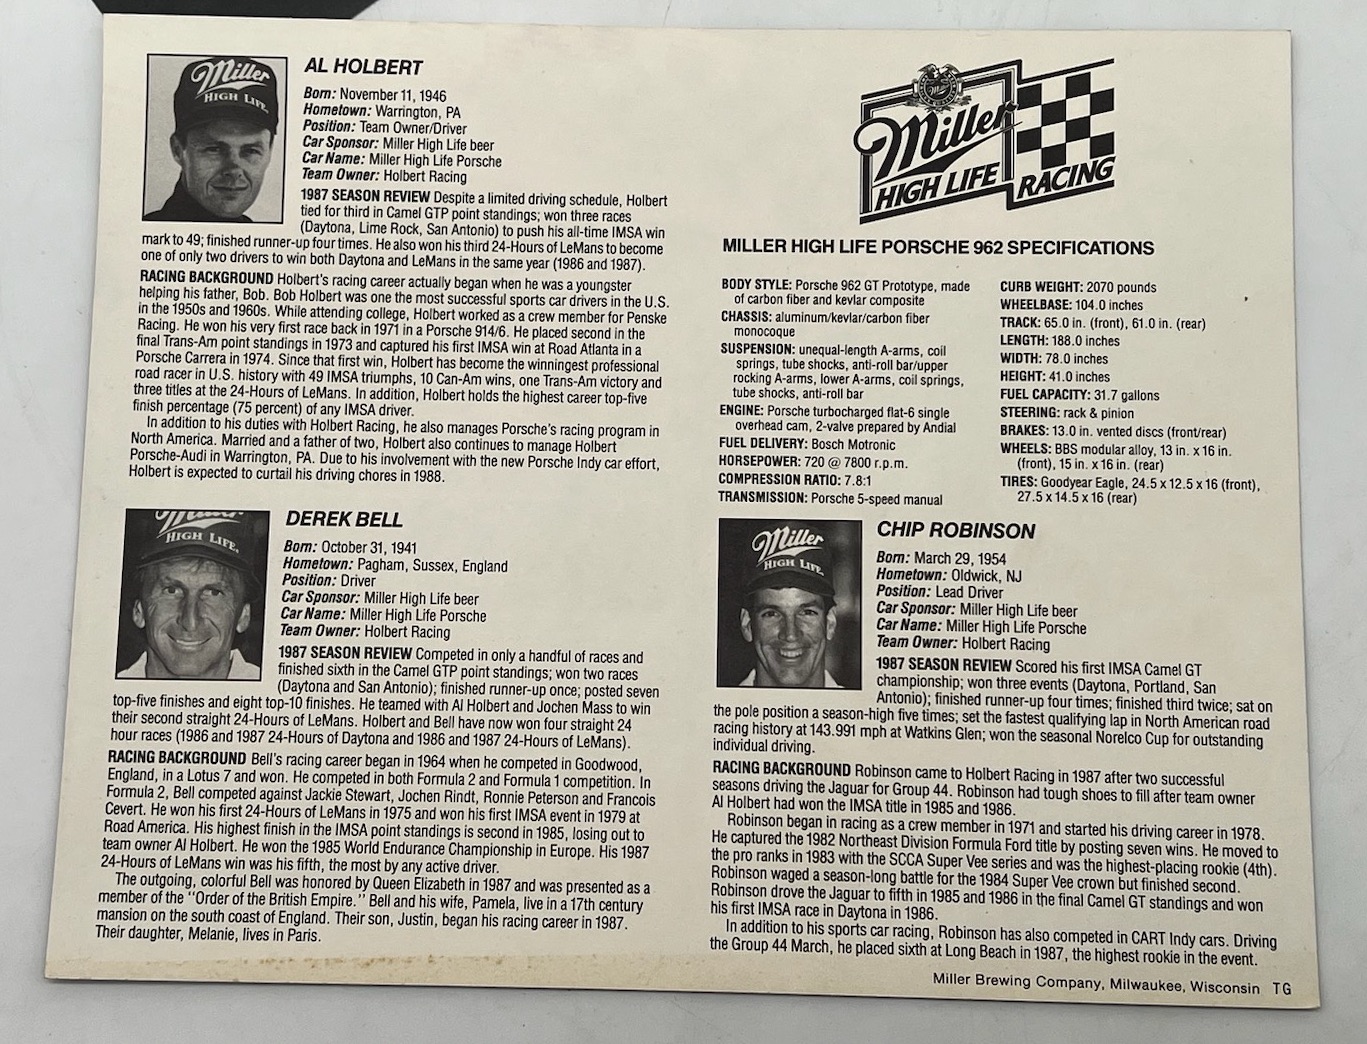 Miller
HIGH LIFE
AL HOLBERT
Born: November 11, 1946
Hometown: Warrington, PA
Position: Team Owner/Driver
Car Sponsor: Miller High Life beer
Car Name: Miller High Life Porsche
Team Owner: Holbert Racing
1987 SEASON REVIEW Despite a limited driving schedule, Holbert
tied for third in Camel GTP point standings; won three races
(Daytona, Lime Rock, San Antonio) to push his all-time IMSA win
mark to 49; finished runner-up four times. He also won his third 24-Hours of LeMans to become
one of only two drivers to win both Daytona and LeMans in the same year (1986 and 1987).
RACING BACKGROUND Holbert's racing career actually began when he was a youngster
helping his father, Bob. Bob Holbert was one the most successful sports car drivers in the U.S.
in the 1950s and 1960s. While attending college, Holbert worked as a crew member for Penske
Racing. He won his very first race back in 1971 in a Porsche 914/6. He placed second in the
final Trans-Am point standings in 1973 and captured his first IMSA win at Road Atlanta in a
Porsche Carrera in 1974. Since that first win, Holbert has become the winningest professional
road racer in U.S. history with 49 IMSA triumphs, 10 Can-Am wins, one Trans-Am victory and
three titles at the 24-Hours of LeMans. In addition, Holbert holds the highest career top-five
finish percentage (75 percent) of any IMSA driver.
In addition to his duties with Holbert Racing, he also manages Porsche's racing program in
North America. Married and a father of two, Holbert also continues to manage Holbert
Porsche-Audi in Warrington, PA. Due to his involvement with the new Porsche Indy car effort,
Holbert is expected to curtail his driving chores in 1988.
Miller
HIGH LIFE
DEREK BELL
Born: October 31, 1941
Hometown: Pagham, Sussex, England
Position: Driver
Car Sponsor: Miller High Life beer
Car Name: Miller High Life Porsche
Team Owner: Holbert Racing
1987 SEASON REVIEW Competed in only a handful of races and
finished sixth in the Camel GTP point standings; won two races
(Daytona and San Antonio); finished runner-up once; posted seven
top-five finishes and eight top-10 finishes. He teamed with Al Holbert and Jochen Mass to win
their second straight 24-Hours of LeMans. Holbert and Bell have now won four straight 24
hour races (1986 and 1987 24-Hours of Daytona and 1986 and 1987 24-Hours of LeMans).
RACING BACKGROUND Bell's racing career began in 1964 when he competed in Goodwood,
England, in a Lotus 7 and won. He competed in both Formula 2 and Formula 1 competition. In
Formula 2, Bell competed against Jackie Stewart, Jochen Rindt, Ronnie Peterson and Francois
Cevert. He won his first 24-Hours of LeMans in 1975 and won his first IMSA event in 1979 at
Road America. His highest finish in the IMSA point standings is second in 1985, losing out to
team owner Al Holbert. He won the 1985 World Endurance Championship in Europe. His 1987
24-Hours of LeMans win was his fifth, the most by any active driver.
The outgoing, colorful Bell was honored by Queen Elizabeth in 1987 and was presented as a
member of the "Order of the British Empire." Bell and his wife, Pamela, live in a 17th century
mansion on the south coast of England. Their son, Justin, began his racing career in 1987.
Their daughter, Melanie, lives in Paris.
Miller
HIGH LIFE RACING
MILLER HIGH LIFE PORSCHE 962 SPECIFICATIONS
BODY STYLE: Porsche 962 GT Prototype, made
of carbon fiber and kevlar composite
CHASSIS: aluminum/kevlar/carbon fiber
monocoque
SUSPENSION: unequal-length A-arms, coil
springs, tube shocks, anti-roll bar/upper
rocking A-arms, lower A-arms, coil springs,
tube shocks, anti-roll bar
ENGINE: Porsche turbocharged flat-6 single
overhead cam, 2-valve prepared by Andial
FUEL DELIVERY: Bosch Motronic
HORSEPOWER: 720 @ 7800 r.p.m.
COMPRESSION RATIO: 7.8:1
TRANSMISSION: Porsche 5-speed manual
CURB WEIGHT: 2070 pounds
WHEELBASE: 104.0 inches
TRACK: 65.0 in. (front), 61.0 in. (rear)
LENGTH: 188.0 inches
WIDTH: 78.0 inches
HEIGHT: 41.0 inches
FUEL CAPACITY: 31.7 gallons
STEERING: rack & pinion
BRAKES: 13.0 in. vented discs (front/rear)
WHEELS: BBS modular alloy, 13 in. x 16 in.
(front), 15 in. x 16 in. (rear)
TIRES: Goodyear Eagle, 24.5 x 12.5 x 16 (front),
27.5 x 14.5 x 16 (rear)
Miller
HIGH LIFE
CHIP ROBINSON
Born: March 29, 1954
Hometown: Oldwick, NJ
Position: Lead Driver
Car Sponsor: Miller High Life beer
Car Name: Miller High Life Porsche
Team Owner: Holbert Racing
1987 SEASON REVIEW Scored his first IMSA Camel GT
championship; won three events (Daytona, Portland, San
Antonio); finished runner-up four times; finished third twice; sat on
the pole position a season-high five times; set the fastest qualifying lap in North American road
racing history at 143.991 mph at Watkins Glen; won the seasonal Norelco Cup for outstanding
individual driving.
RACING BACKGROUND Robinson came to Holbert Racing in 1987 after two successful
seasons driving the Jaguar for Group 44. Robinson had tough shoes to fill after team owner
Al Holbert had won the IMSA title in 1985 and 1986.
Robinson began in racing as a crew member in 1971 and started his driving career in 1978.
He captured the 1982 Northeast Division Formula Ford title by posting seven wins. He moved to
the pro ranks in 1983 with the SCCA Super Vee series and was the highest-placing rookie (4th).
Robinson waged a season-long battle for the 1984 Super Vee crown but finished second.
Robinson drove the Jaguar to fifth in 1985 and 1986 in the final Camel GT standings and won
his first IMSA race in Daytona in 1986.
In addition to his sports car racing, Robinson has also competed in CART Indy cars. Driving
the Group 44 March, he placed sixth at Long Beach in 1987, the highest rookie in the event.
Miller Brewing Company, Milwaukee, Wisconsin TG